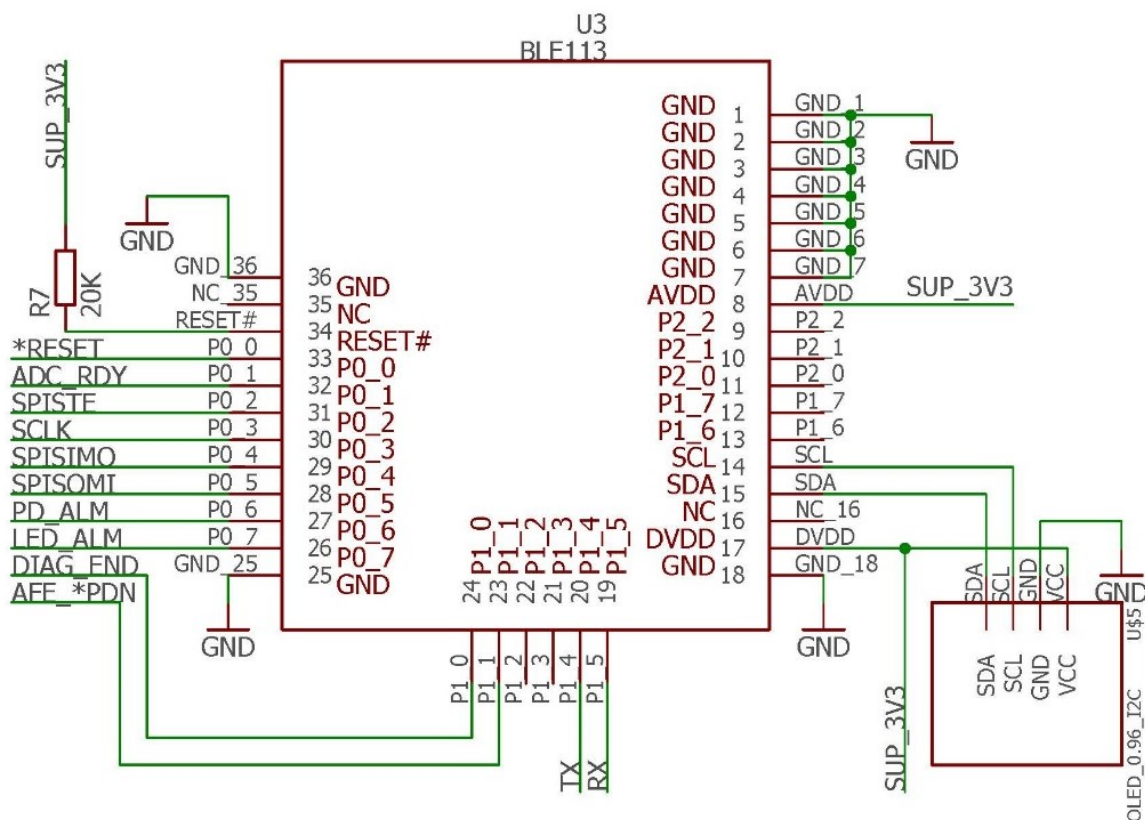 U3
BLE113
SUP_3V3
R7
20K
GND
GND_36
NC_35
RESET#
*RESET P0_0
ADC_RDY P0_1
SPISTE P0_2
SCLK P0_3
SPISIMO P0_4
SPISOMI P0_5
PD_ALM P0_6
LED_ALM P0_7
DIAG_END GND_25
AFE_*PDN
GND
36 GND
35 NC
34 RESET#
33 P0_0
32 P0_1
31 P0_2
30 P0_3
29 P0_4
28 P0_5
27 P0_6
26 P0_7
25 GND
GND 1 GND_1
GND 2 GND_2
GND 3 GND_3
GND 4 GND_4
GND 5 GND_5
GND 6 GND_6
GND 7 GND_7
AVDD 8 AVDD
P2_2 9 P2_2
P2_1 10 P2_1
P2_0 11 P2_0
P1_7 12 P1_7
P1_6 13 P1_6
SCL 14 SCL
SDA 15 SDA
NC 16 NC_16
DVDD 17 DVDD
GND 18 GND_18
GND
SUP_3V3
GND
P1_0 P1_1 P1_2 P1_3 P1_4 P1_5
24 23 22 21 20 19
P1_0 P1_1 P1_2 P1_3 P1_4 P1_5
TX RX
SUP_3V3
SDA SCL GND VCC
GND
U$5
SDA SCL GND VCC
OLED_0.96_I2C